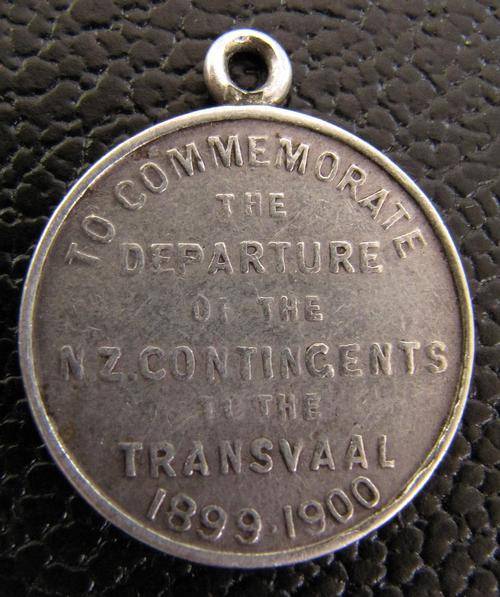 TO COMMEMORATE
THE
DEPARTURE
OF THE
N.Z. CONTINGENTS
TO THE
TRANSVAAL
1899.1900